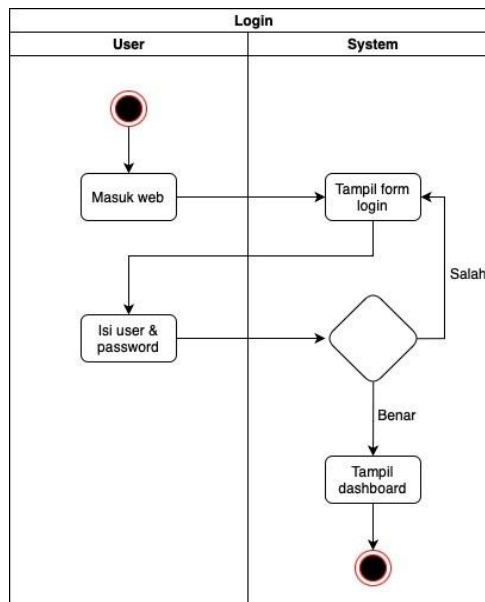 Login
User
System
Masuk web
Tampil form
login
Salah
Isi user &
password
Benar
Tampil
dashboard